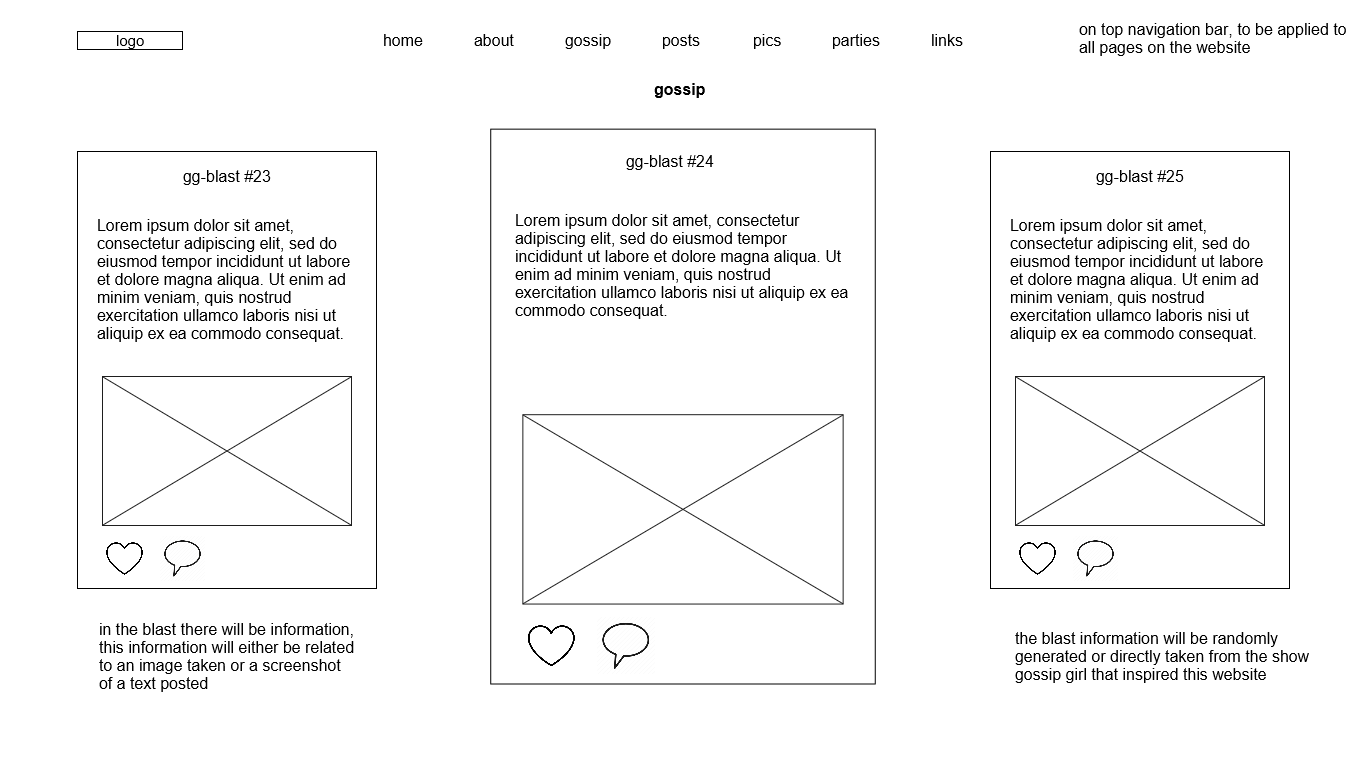 logo
home about gossip posts pics parties links
on top navigation bar, to be applied to
all pages on the website
gossip
gg-blast #23
Lorem ipsum dolor sit amet,
consectetur adipiscing elit, sed do
eiusmod tempor incididunt ut labore
et dolore magna aliqua. Ut enim ad
minim veniam, quis nostrud
exercitation ullamco laboris nisi ut
aliquip ex ea commodo consequat.
in the blast there will be information,
this information will either be related
to an image taken or a screenshot
of a text posted
gg-blast #24
Lorem ipsum dolor sit amet, consectetur
adipiscing elit, sed do eiusmod tempor
incididunt ut labore et dolore magna aliqua. Ut
enim ad minim veniam, quis nostrud
exercitation ullamco laboris nisi ut aliquip ex ea
commodo consequat.
gg-blast #25
Lorem ipsum dolor sit amet,
consectetur adipiscing elit, sed do
eiusmod tempor incididunt ut labore
et dolore magna aliqua. Ut enim ad
minim veniam, quis nostrud
exercitation ullamco laboris nisi ut
aliquip ex ea commodo consequat.
the blast information will be randomly
generated or directly taken from the show
gossip girl that inspired this website